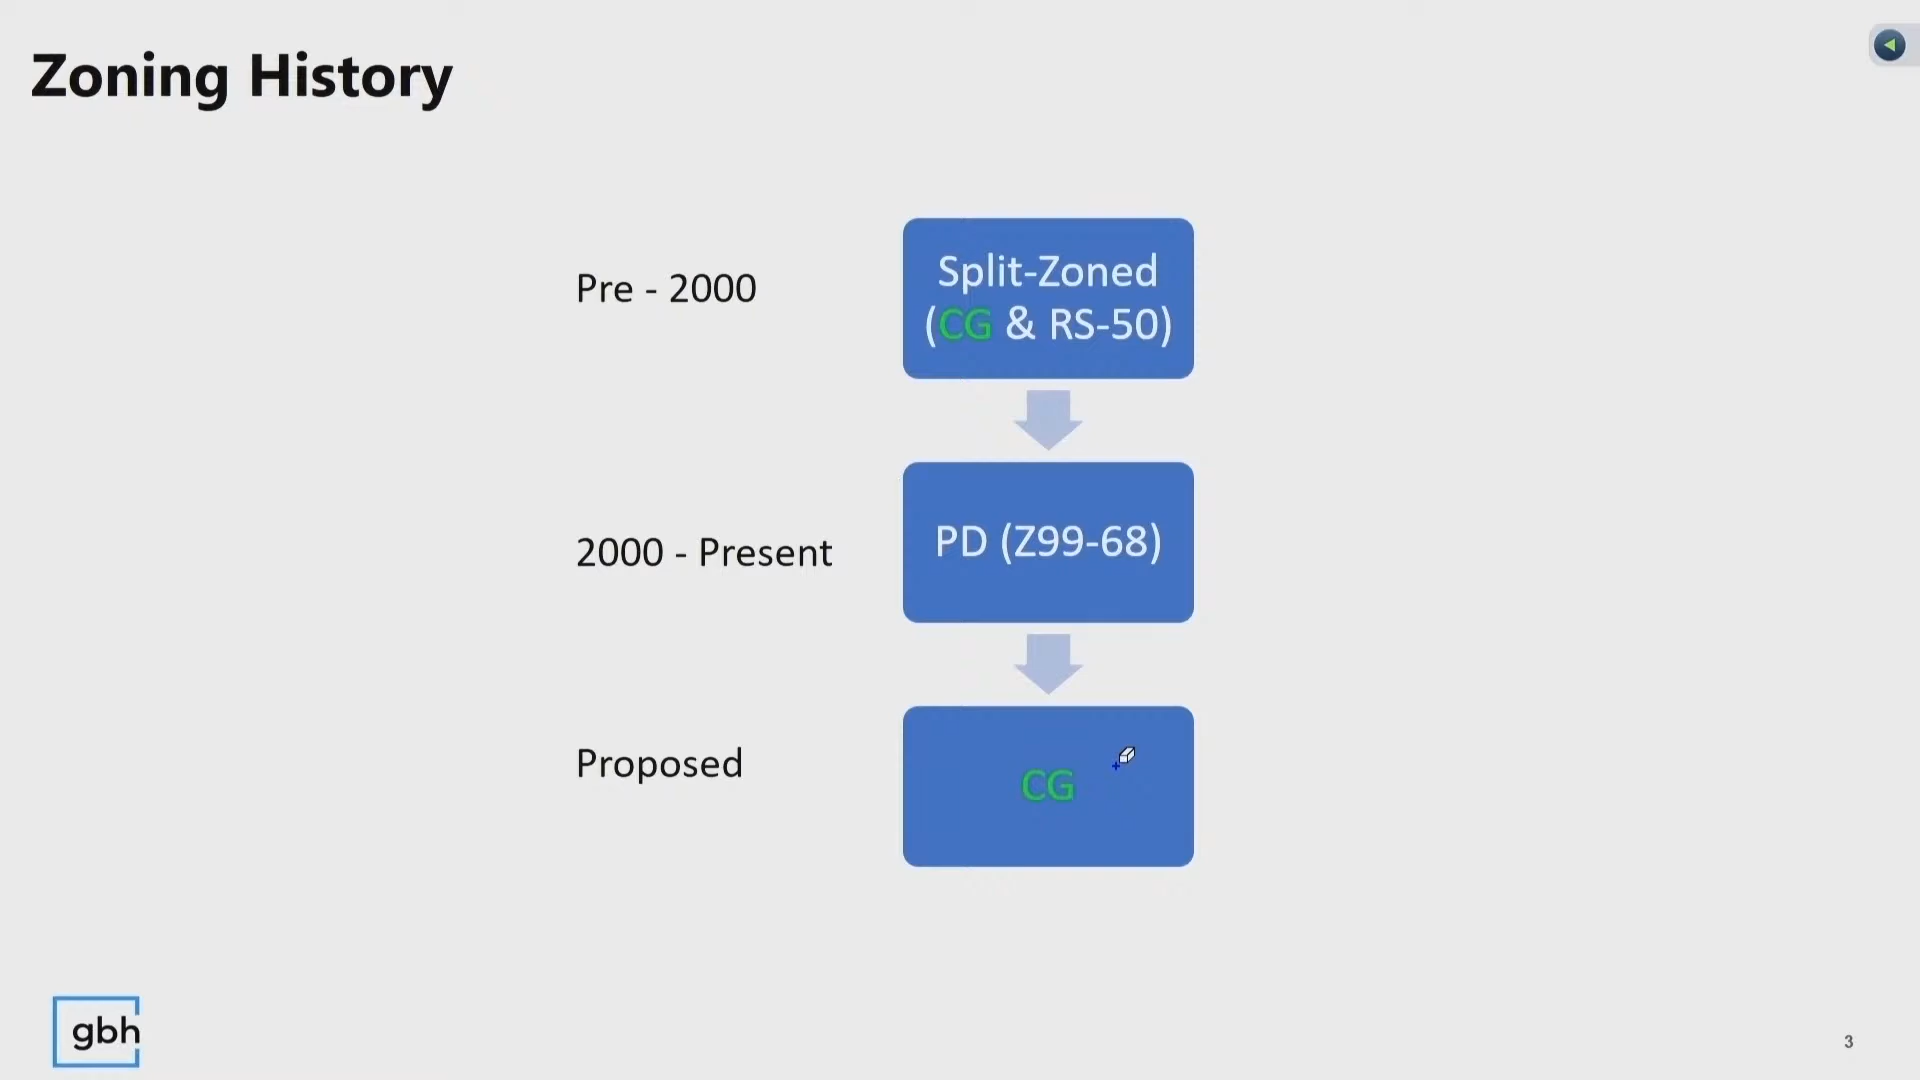 Zoning History
Pre - 2000
Split-Zoned
(CG & RS-50)
2000 - Present
PD (Z99-68)
Proposed
CG
gbh
3